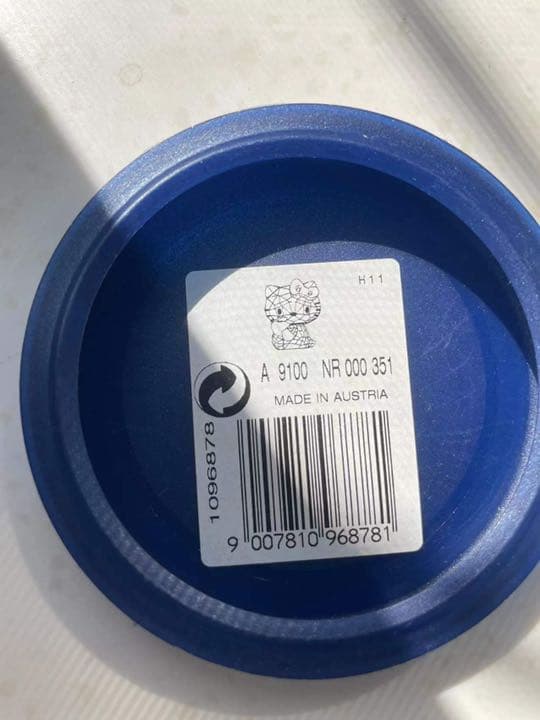 H11
A 9100 NR 000 351
MADE IN AUSTRIA
1096878
9 007810 968781